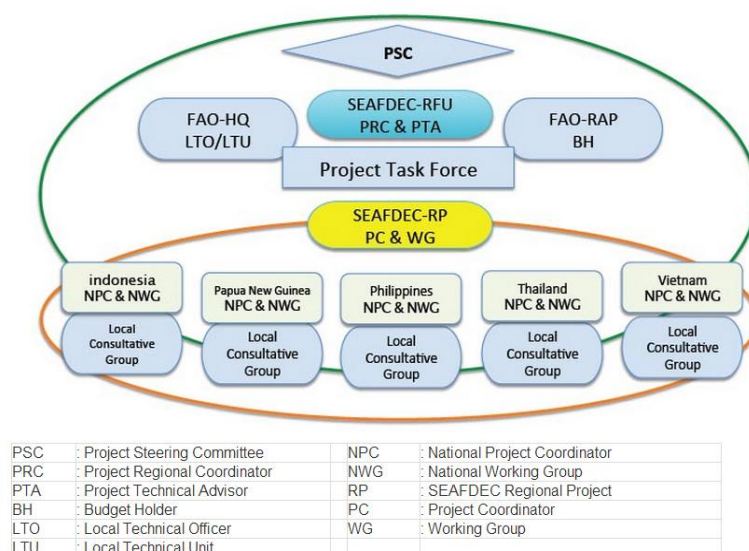 PSC
SEAFDEC-RFU
PRC & PTA
FAO-HQ
LTO/LTU
FAO-RAP
BH
Project Task Force
SEAFDEC-RP
PC & WG
indonesia
NPC & NWG
Papua New Guinea
NPC & NWG
Philippines
NPC & NWG
Thailand
NPC & NWG
Vietnam
NPC & NWG
Local
Consultative
Group
Local
Consultative
Group
Local
Consultative
Group
Local
Consultative
Group
Local
Consultative
Group
PSC : Project Steering Committee NPC : National Project Coordinator
PRC : Project Regional Coordinator NWG : National Working Group
PTA : Project Technical Advisor RP : SEAFDEC Regional Project
BH : Budget Holder PC : Project Coordinator
LTO : Local Technical Officer WG : Working Group
LTU : Local Technical Unit